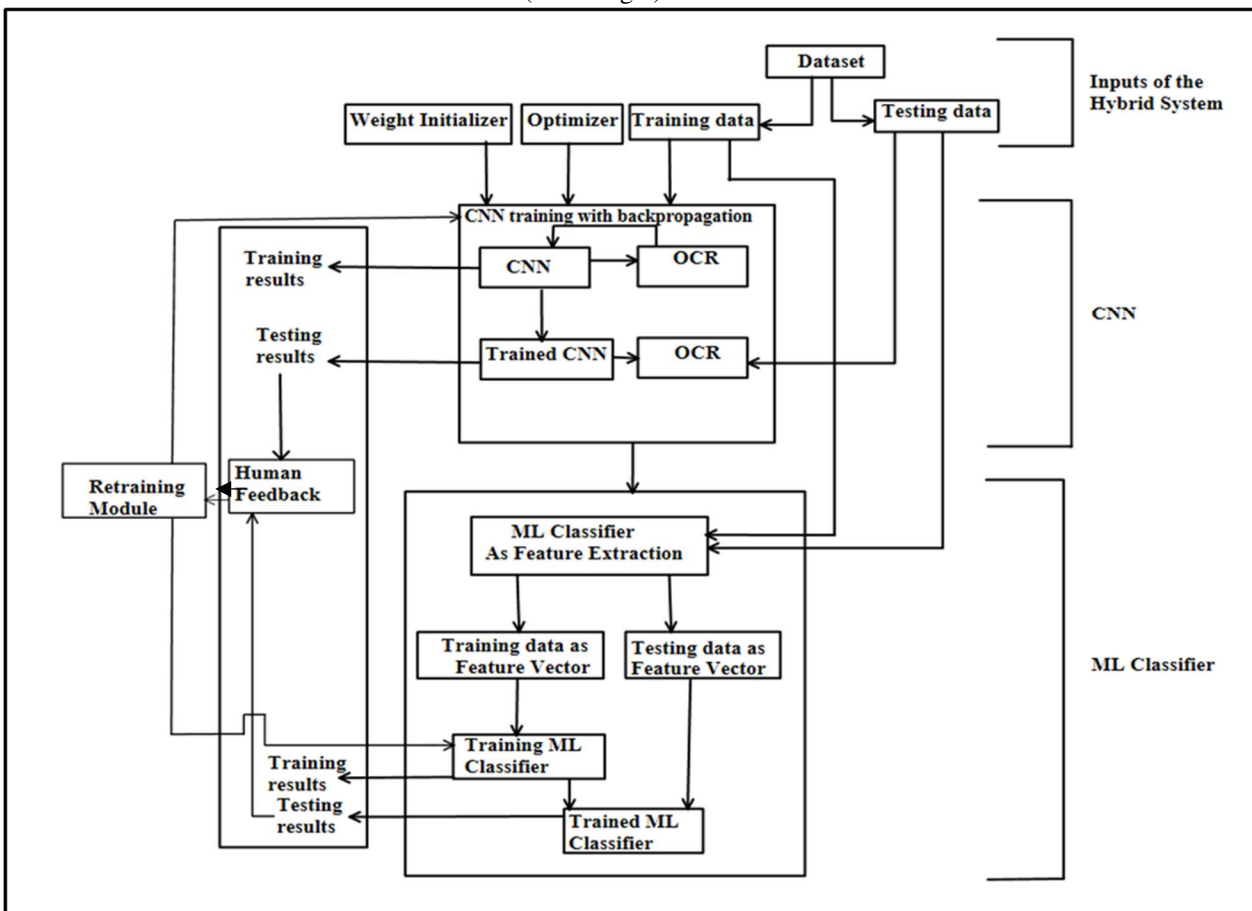 Dataset
Inputs of the
Hybrid System
Weight Initializer
Optimizer
Training data
Testing data
CNN training with backpropagation
Training
results
CNN
OCR
CNN
Testing
results
Trained CNN
OCR
Retraining
Module
Human
Feedback
ML Classifier
As Feature Extraction
Training data as
Feature Vector
Testing data as
Feature Vector
ML Classifier
Training ML
Classifier
Training
results
Testing
results
Trained ML
Classifier